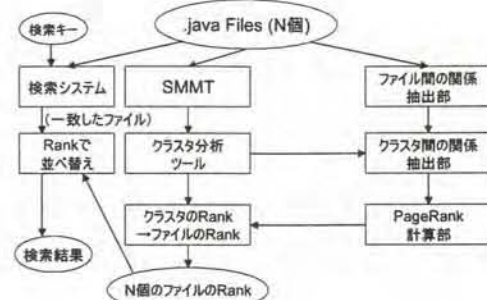 .java Files (N個)
検索キー
検索システム
SMMT
ファイル間の関係
抽出部
(一致したファイル)
Rankで
並べ替え
クラスタ分析
ツール
クラスタ間の関係
抽出部
クラスタのRank
→ファイルのRank
PageRank
計算部
検索結果
N個のファイルのRank